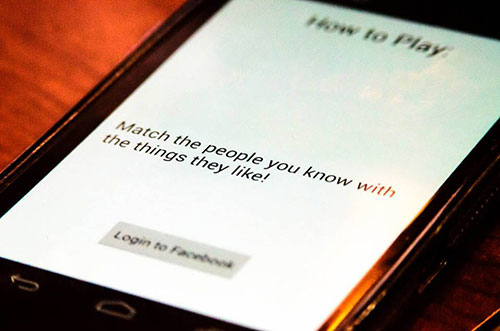 How to Play:
Match the people you know with
the things they like!
Login to Facebook